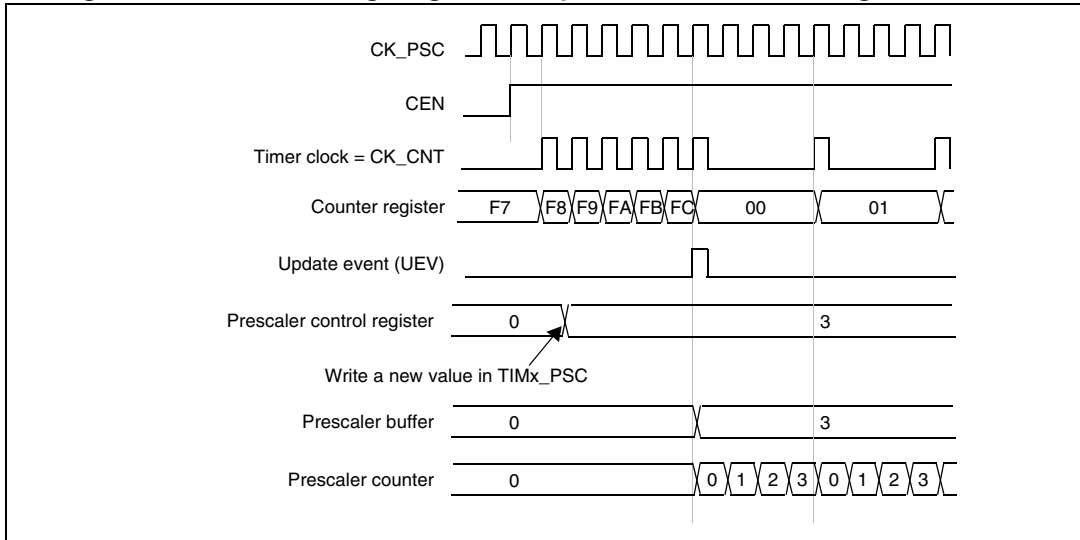 CK_PSC
CEN
Timer clock = CK_CNT
Counter register F7 F8 F9 FA FB FC 00 01
Update event (UEV)
Prescaler control register 0 3
Write a new value in TIMx_PSC
Prescaler buffer 0 3
Prescaler counter 0 0 1 2 3 0 1 2 3